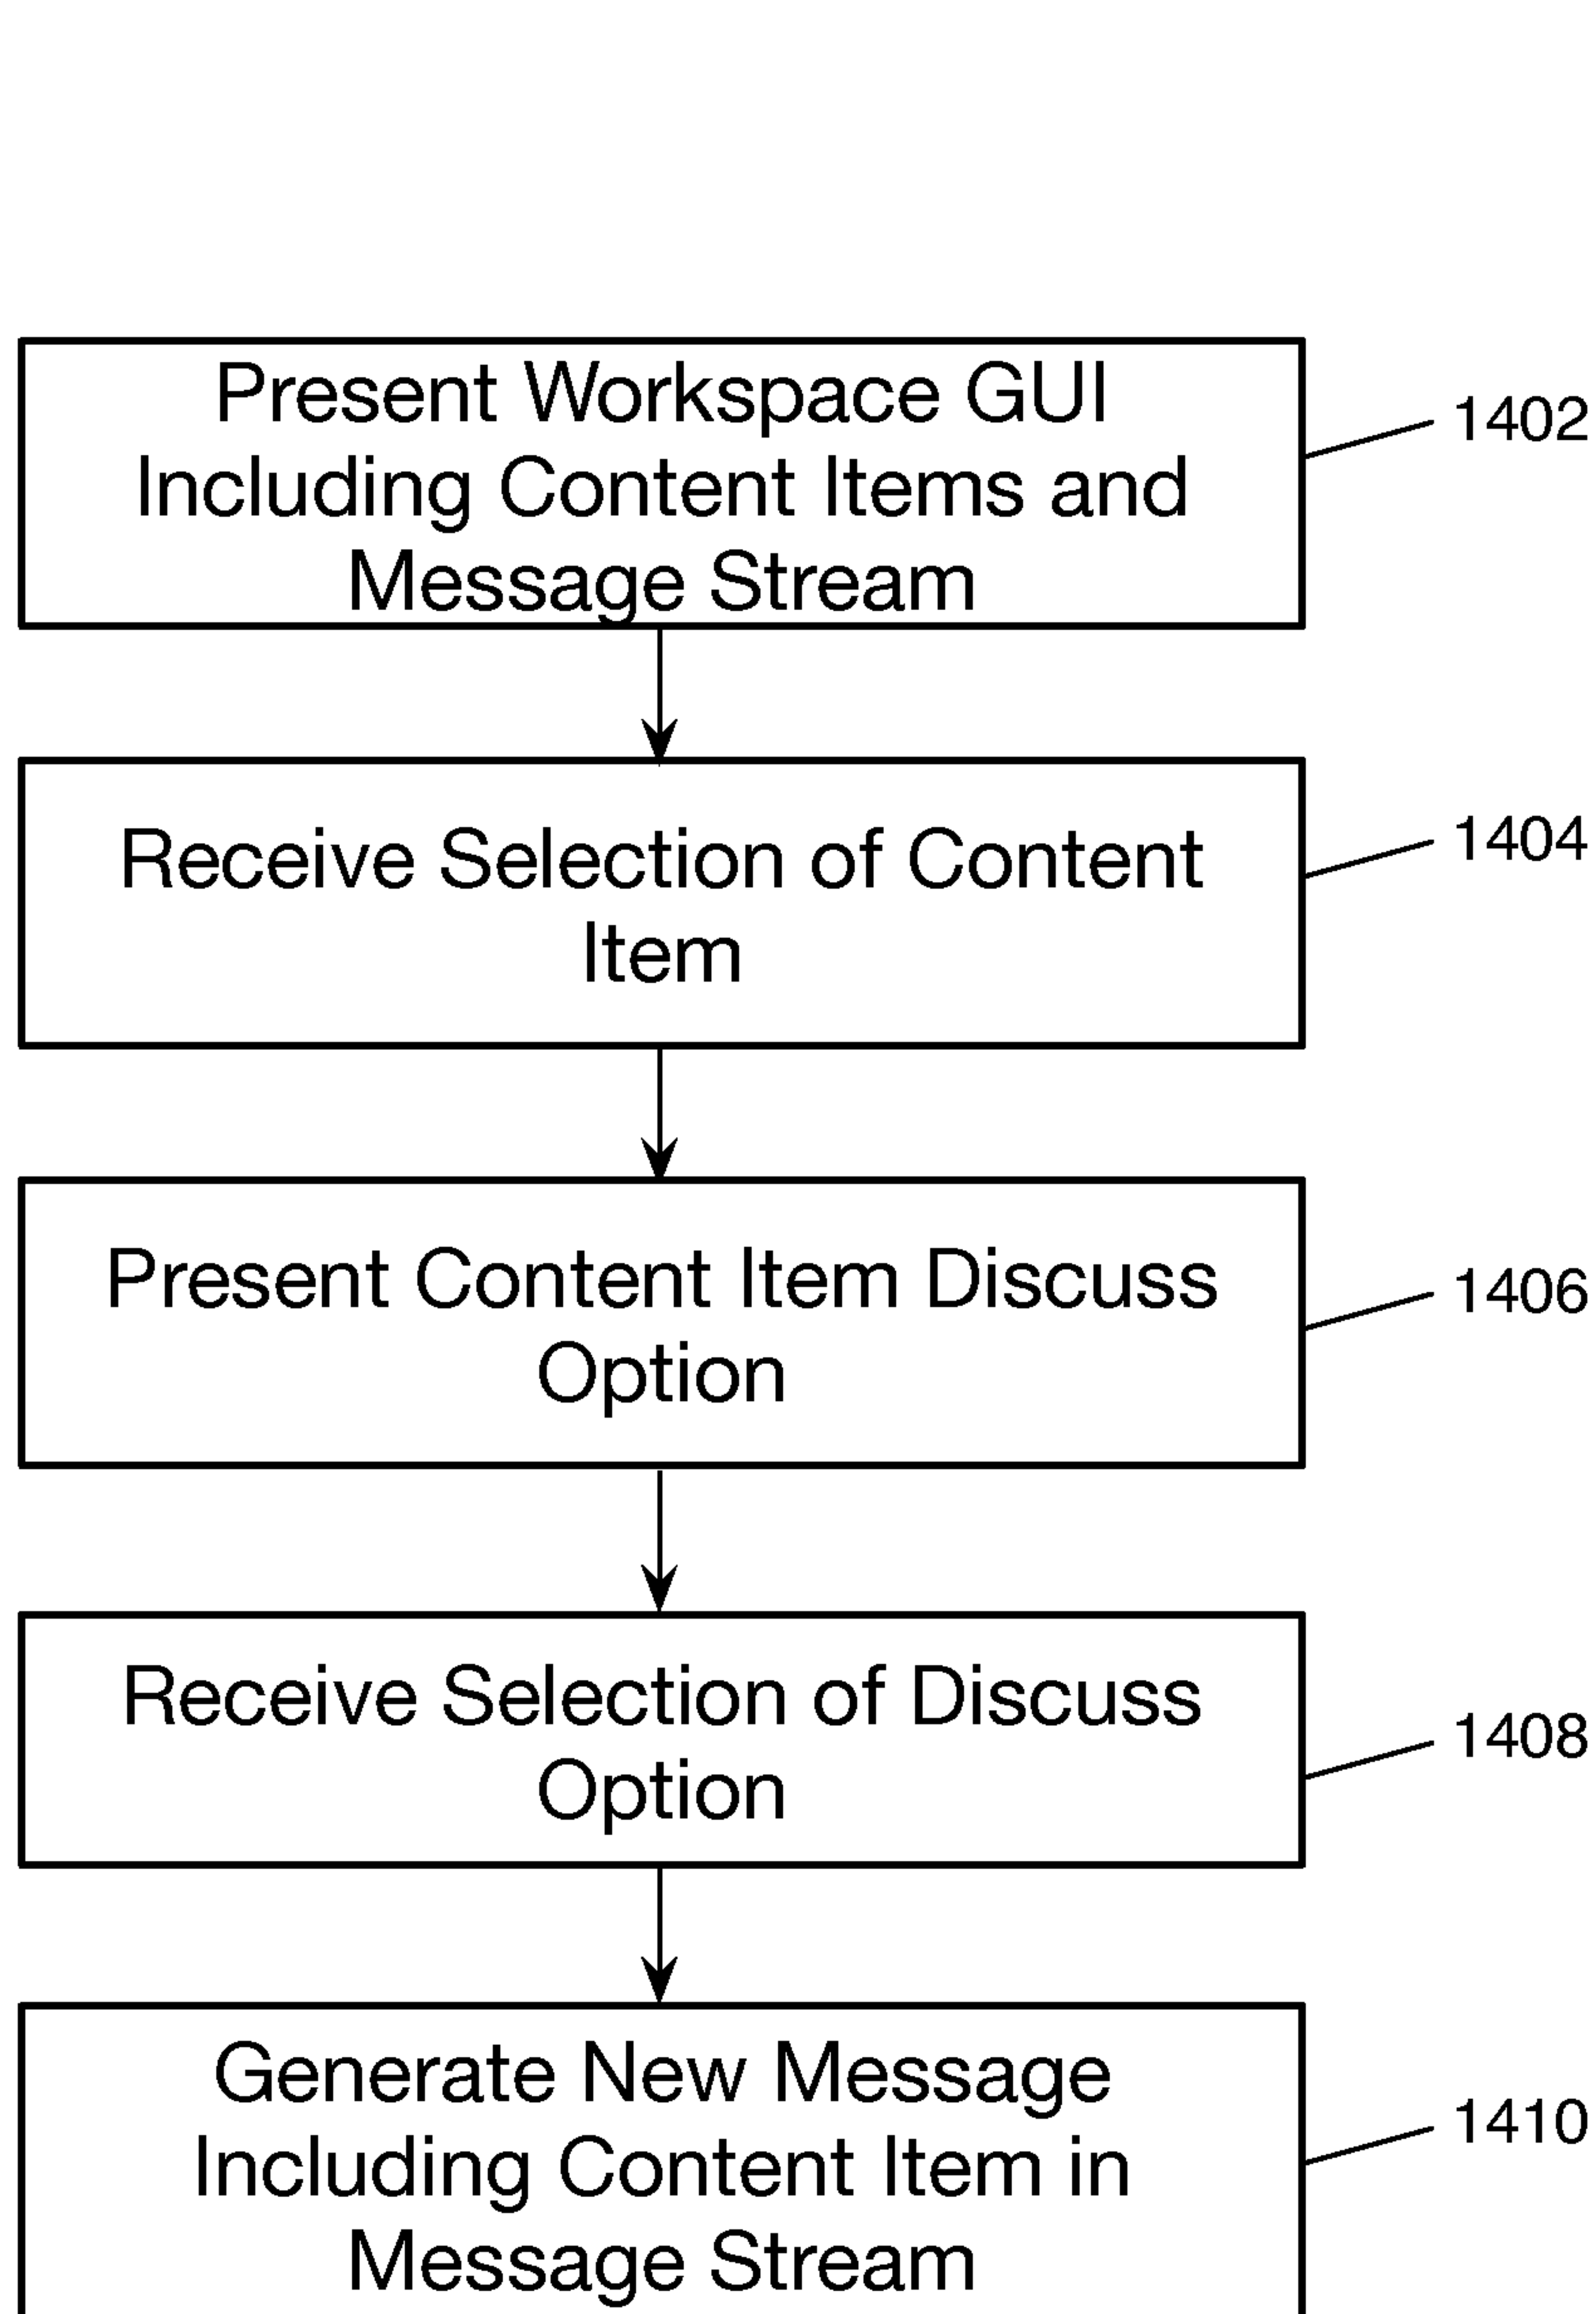 Present Workspace GUI
Including Content Items and
Message Stream
1402
Receive Selection of Content
Item
1404
Present Content Item Discuss
Option
1406
Receive Selection of Discuss
Option
1408
Generate New Message
Including Content Item in
Message Stream
1410